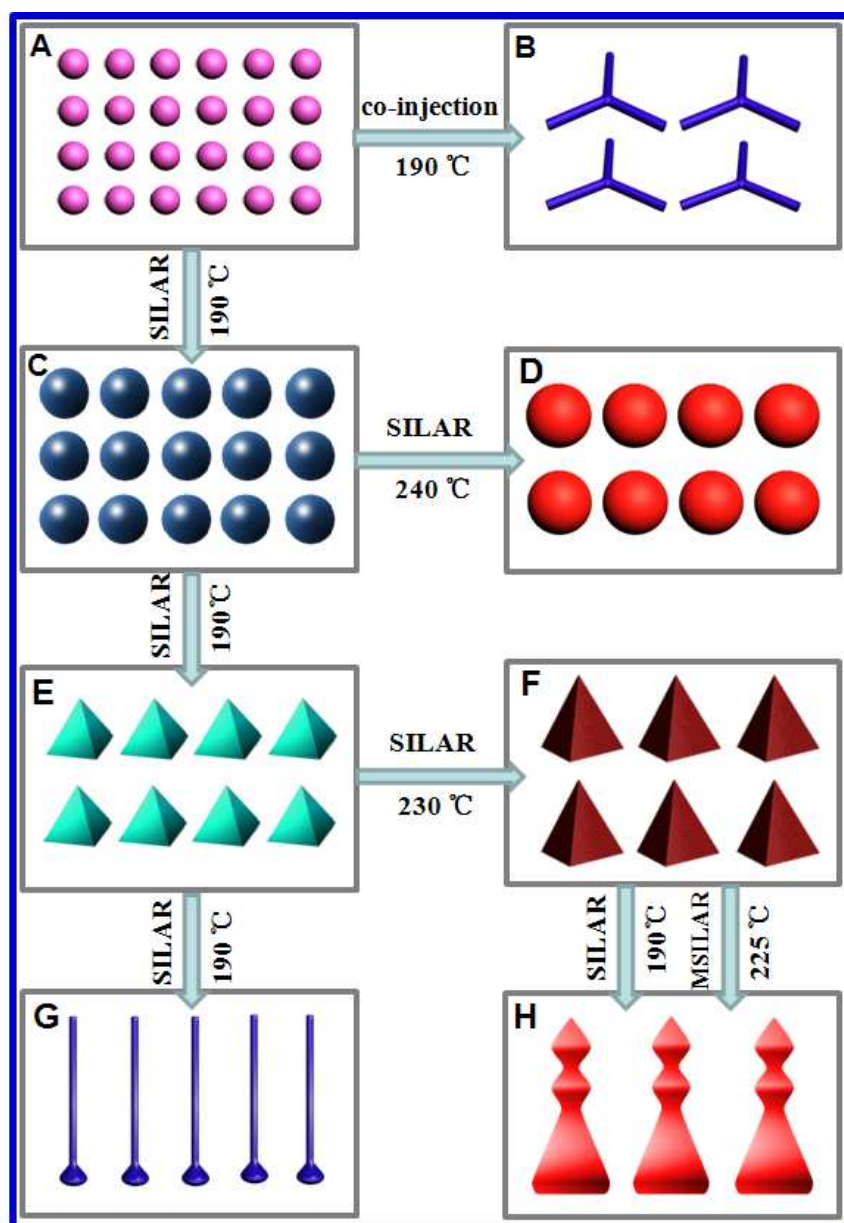 A
B
co-injection
190 ℃
SILAR
190 ℃
C
D
SILAR
240 ℃
SILAR
190℃
E
F
SILAR
230 ℃
SILAR
190 ℃
SILAR
190 ℃
MSILAR
225 ℃
G
H